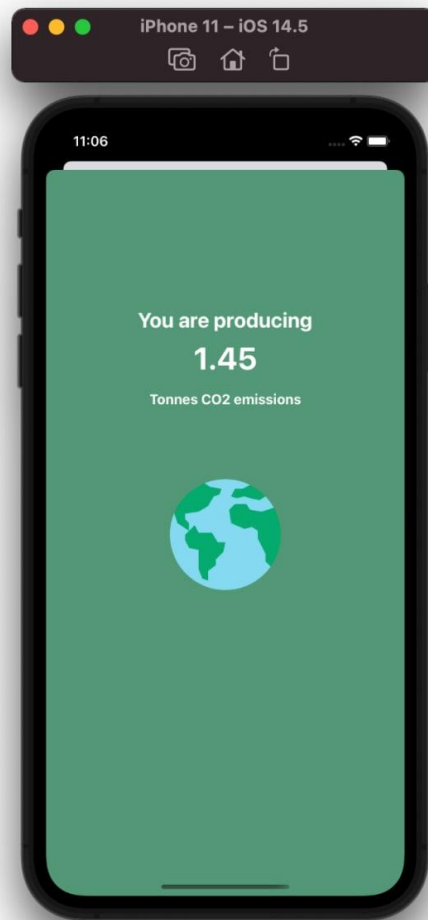 iPhone 11 – iOS 14.5
11:06
You are producing
1.45
Tonnes CO2 emissions